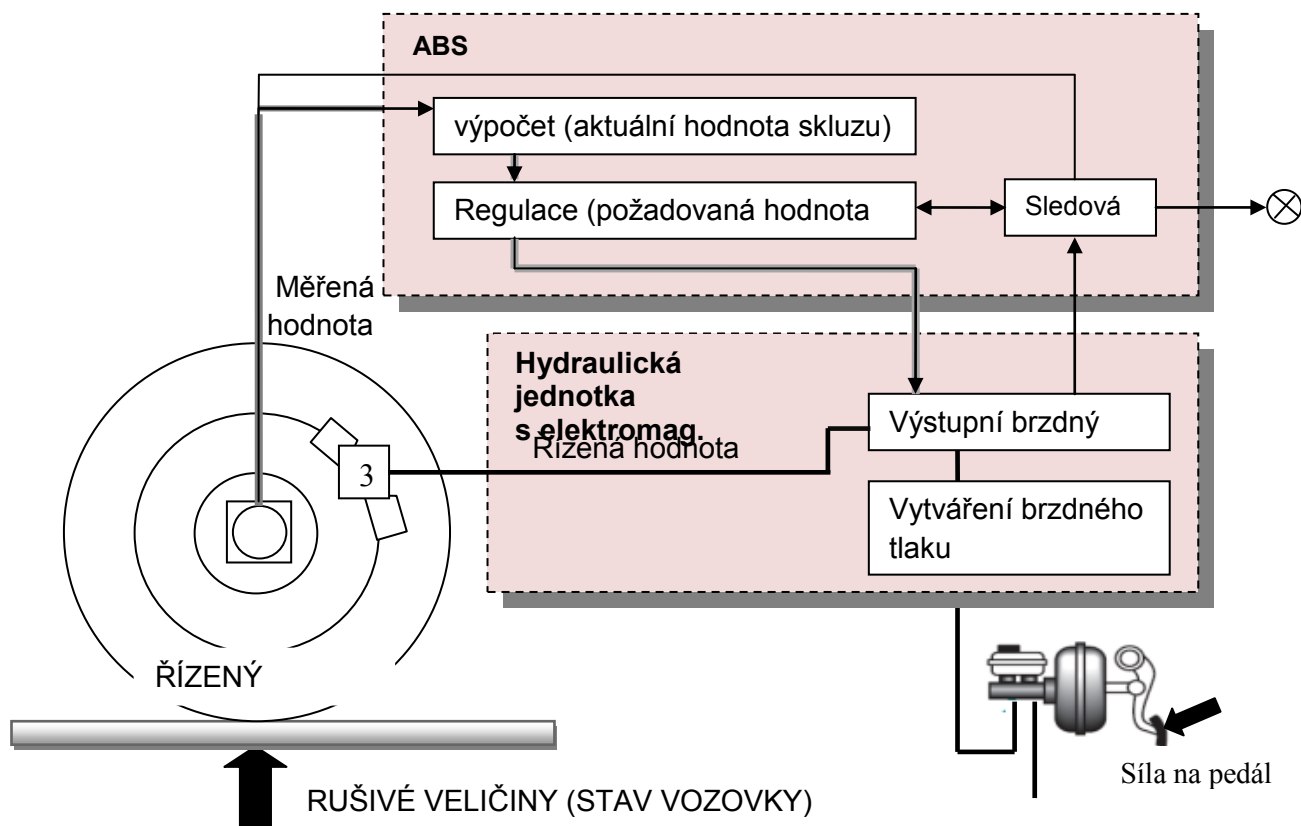 ABS
výpočet (aktuální hodnota skluzu)
Regulace (požadovaná hodnota
Sledová
Měřená
hodnota
Hydraulická
jednotka
s elektromag.
Řízená hodnota
Výstupní brzdný
3
Vytváření brzdného
tlaku
ŘÍZENÝ
Síla na pedál
RUŠIVÉ VELIČINY (STAV VOZOVKY)